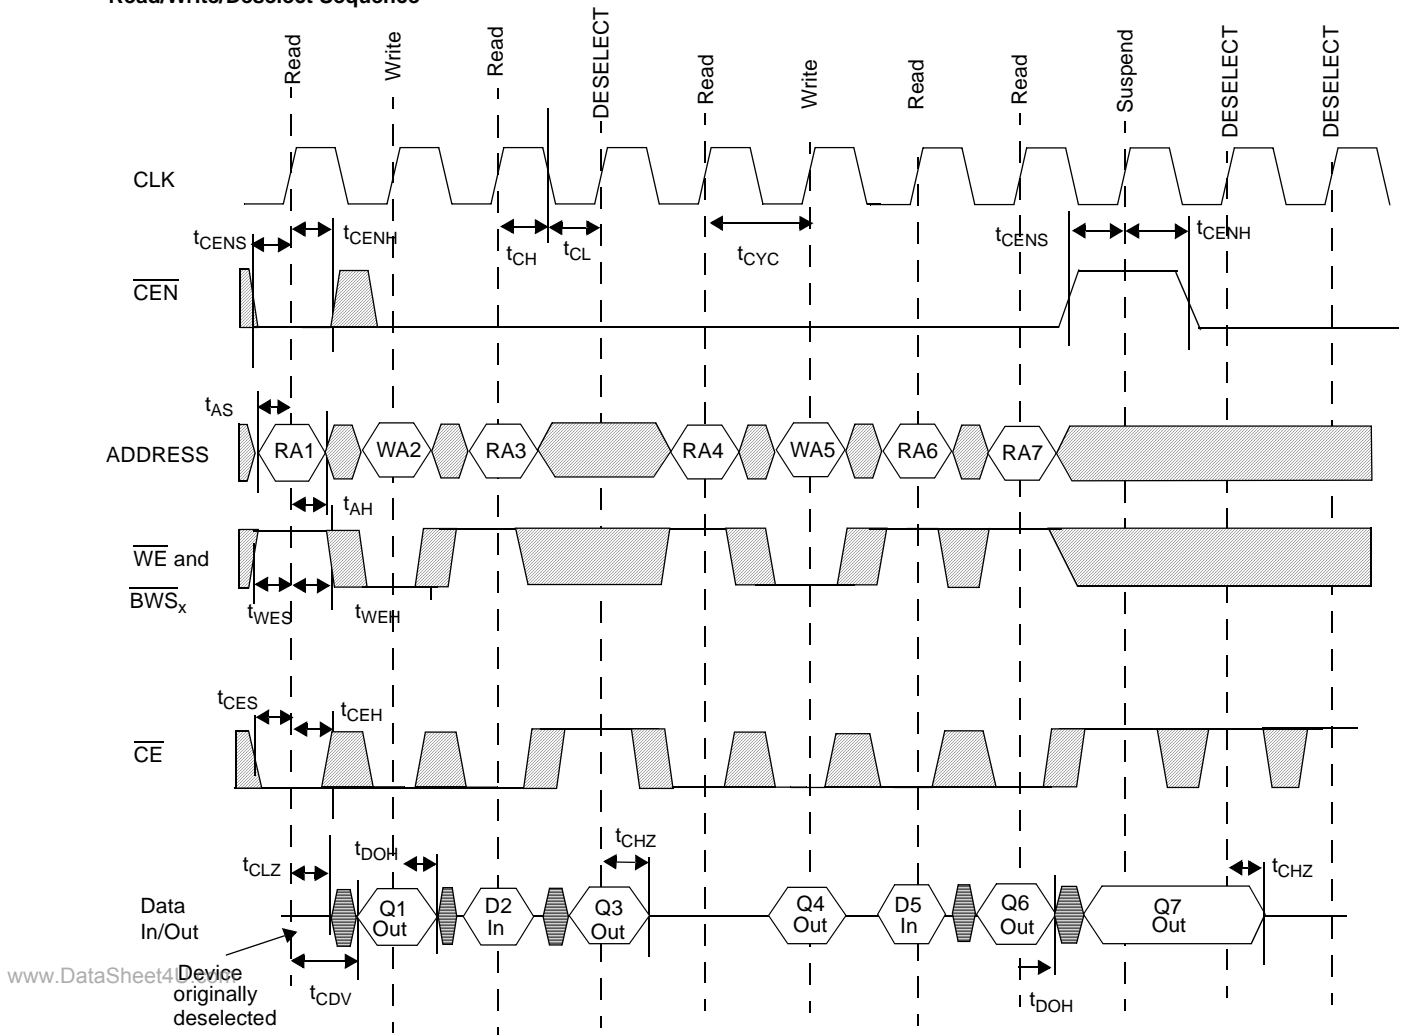 Read/Write/Deselect Sequence
Read
Write
Read
DESELECT
Read
Write
Read
Read
Suspend
DESELECT
DESELECT
CLK
tCENS
tCENH
tCH
tCL
tCYC
tCENS
tCENH
CEN
tAS
ADDRESS
RA1
WA2
RA3
RA4
WA5
RA6
RA7
tAH
WE and
BWSx
tWES
tWEH
tCES
tCEH
CE
tCLZ
tDOH
tCHZ
tCHZ
Data
In/Out
Q1
Out
D2
In
Q3
Out
Q4
Out
D5
In
Q6
Out
Q7
Out
www.DataSheet4U.com
Device
originally
deselected
tCDV
tDOH